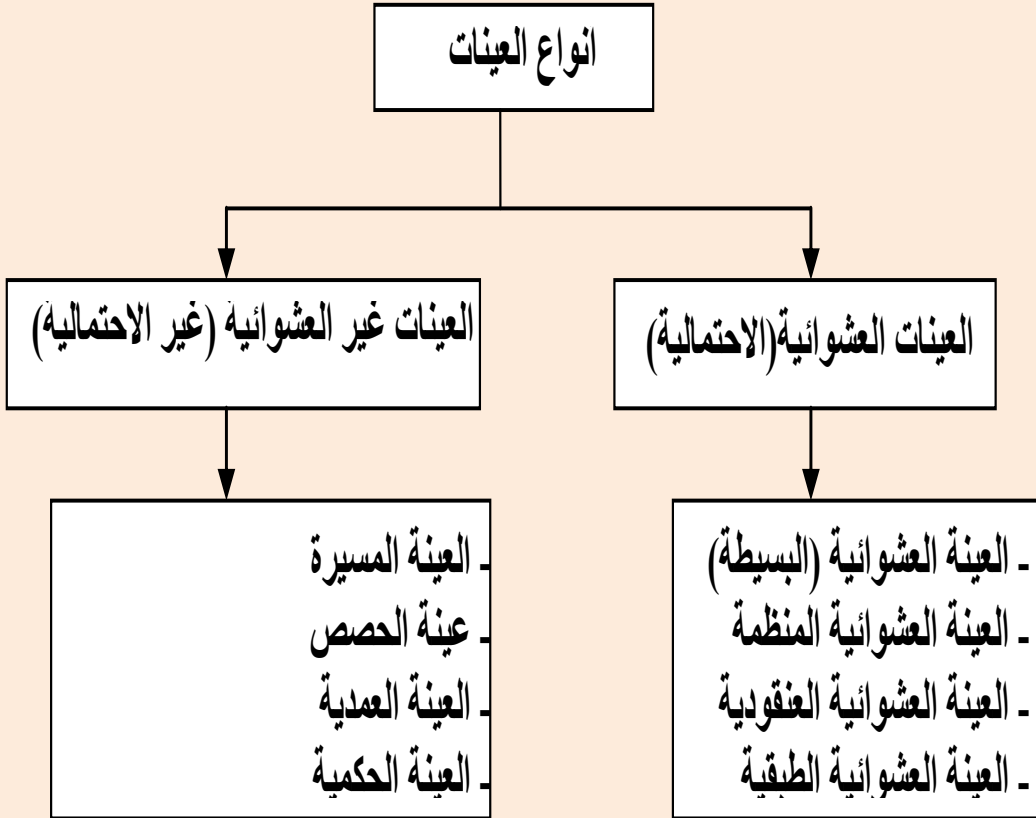 انواع العينات
العينات العشوائية(الاحتمالية)
العينات غير العشوائية (غير الاحتمالية)
- العينة العشوائية (البسيطة)
- العينة العشوائية المنظمة
- العينة العشوائية العنقودية
- العينة العشوائية الطبقية
- العينة المسيرة
- عينة الحصص
- العينة العمدية
- العينة الحكمية